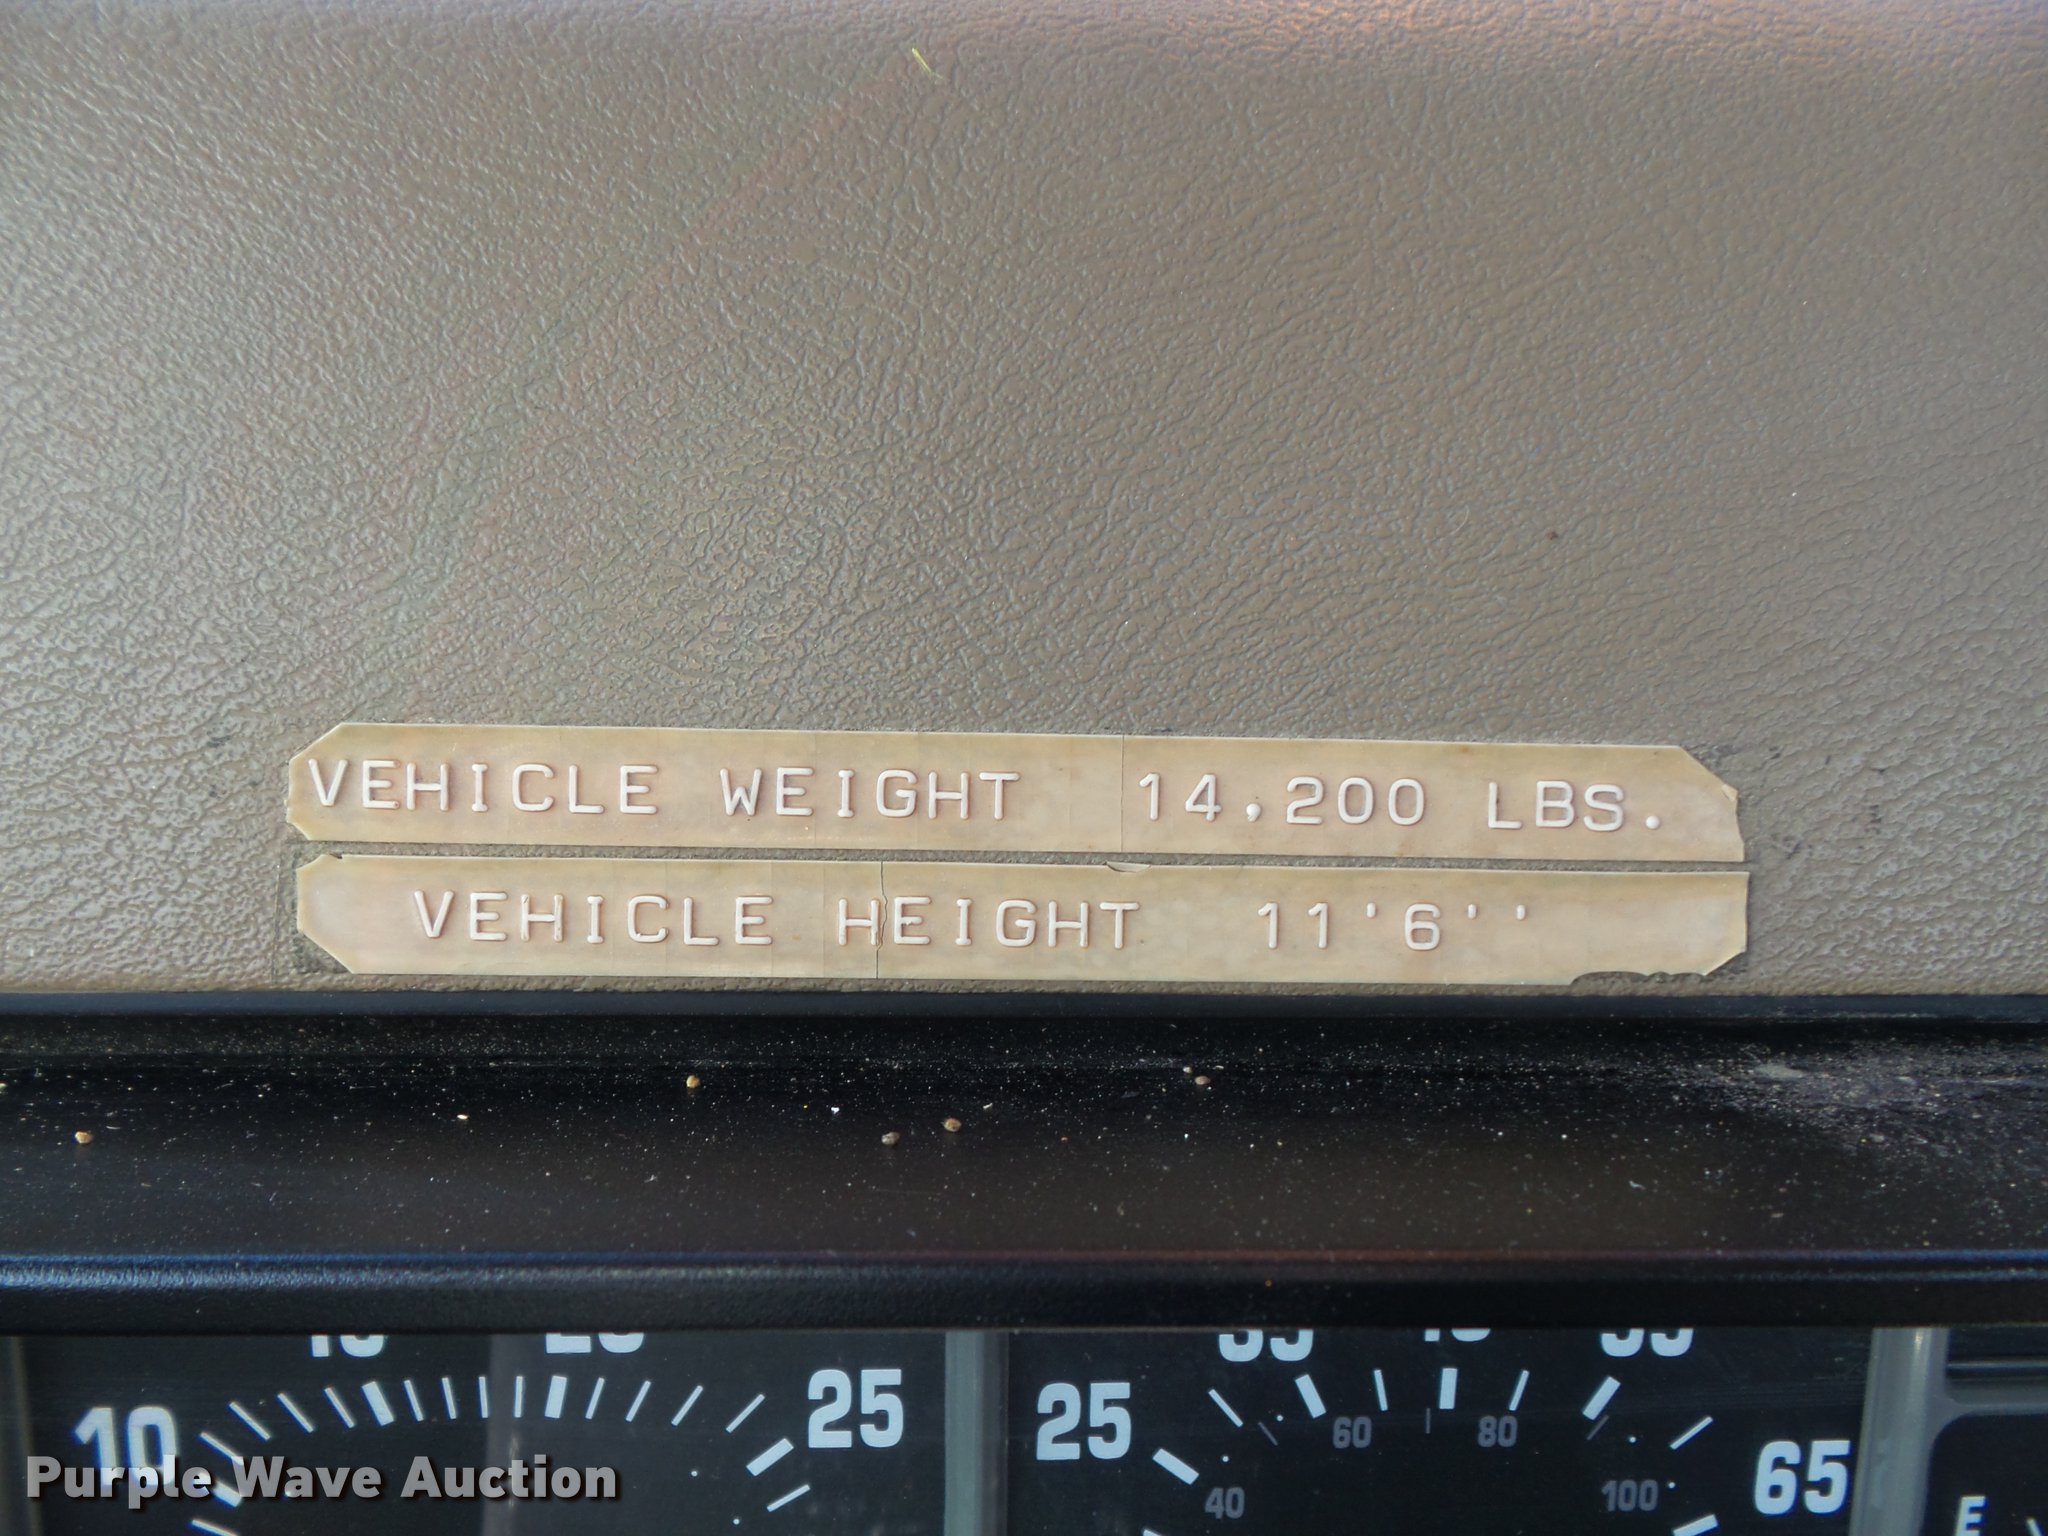 VEHICLE WEIGHT 14,200 LBS.
VEHICLE HEIGHT 11'6''
10 25
25 60 80 65
40 100
E
Purple Wave Auction